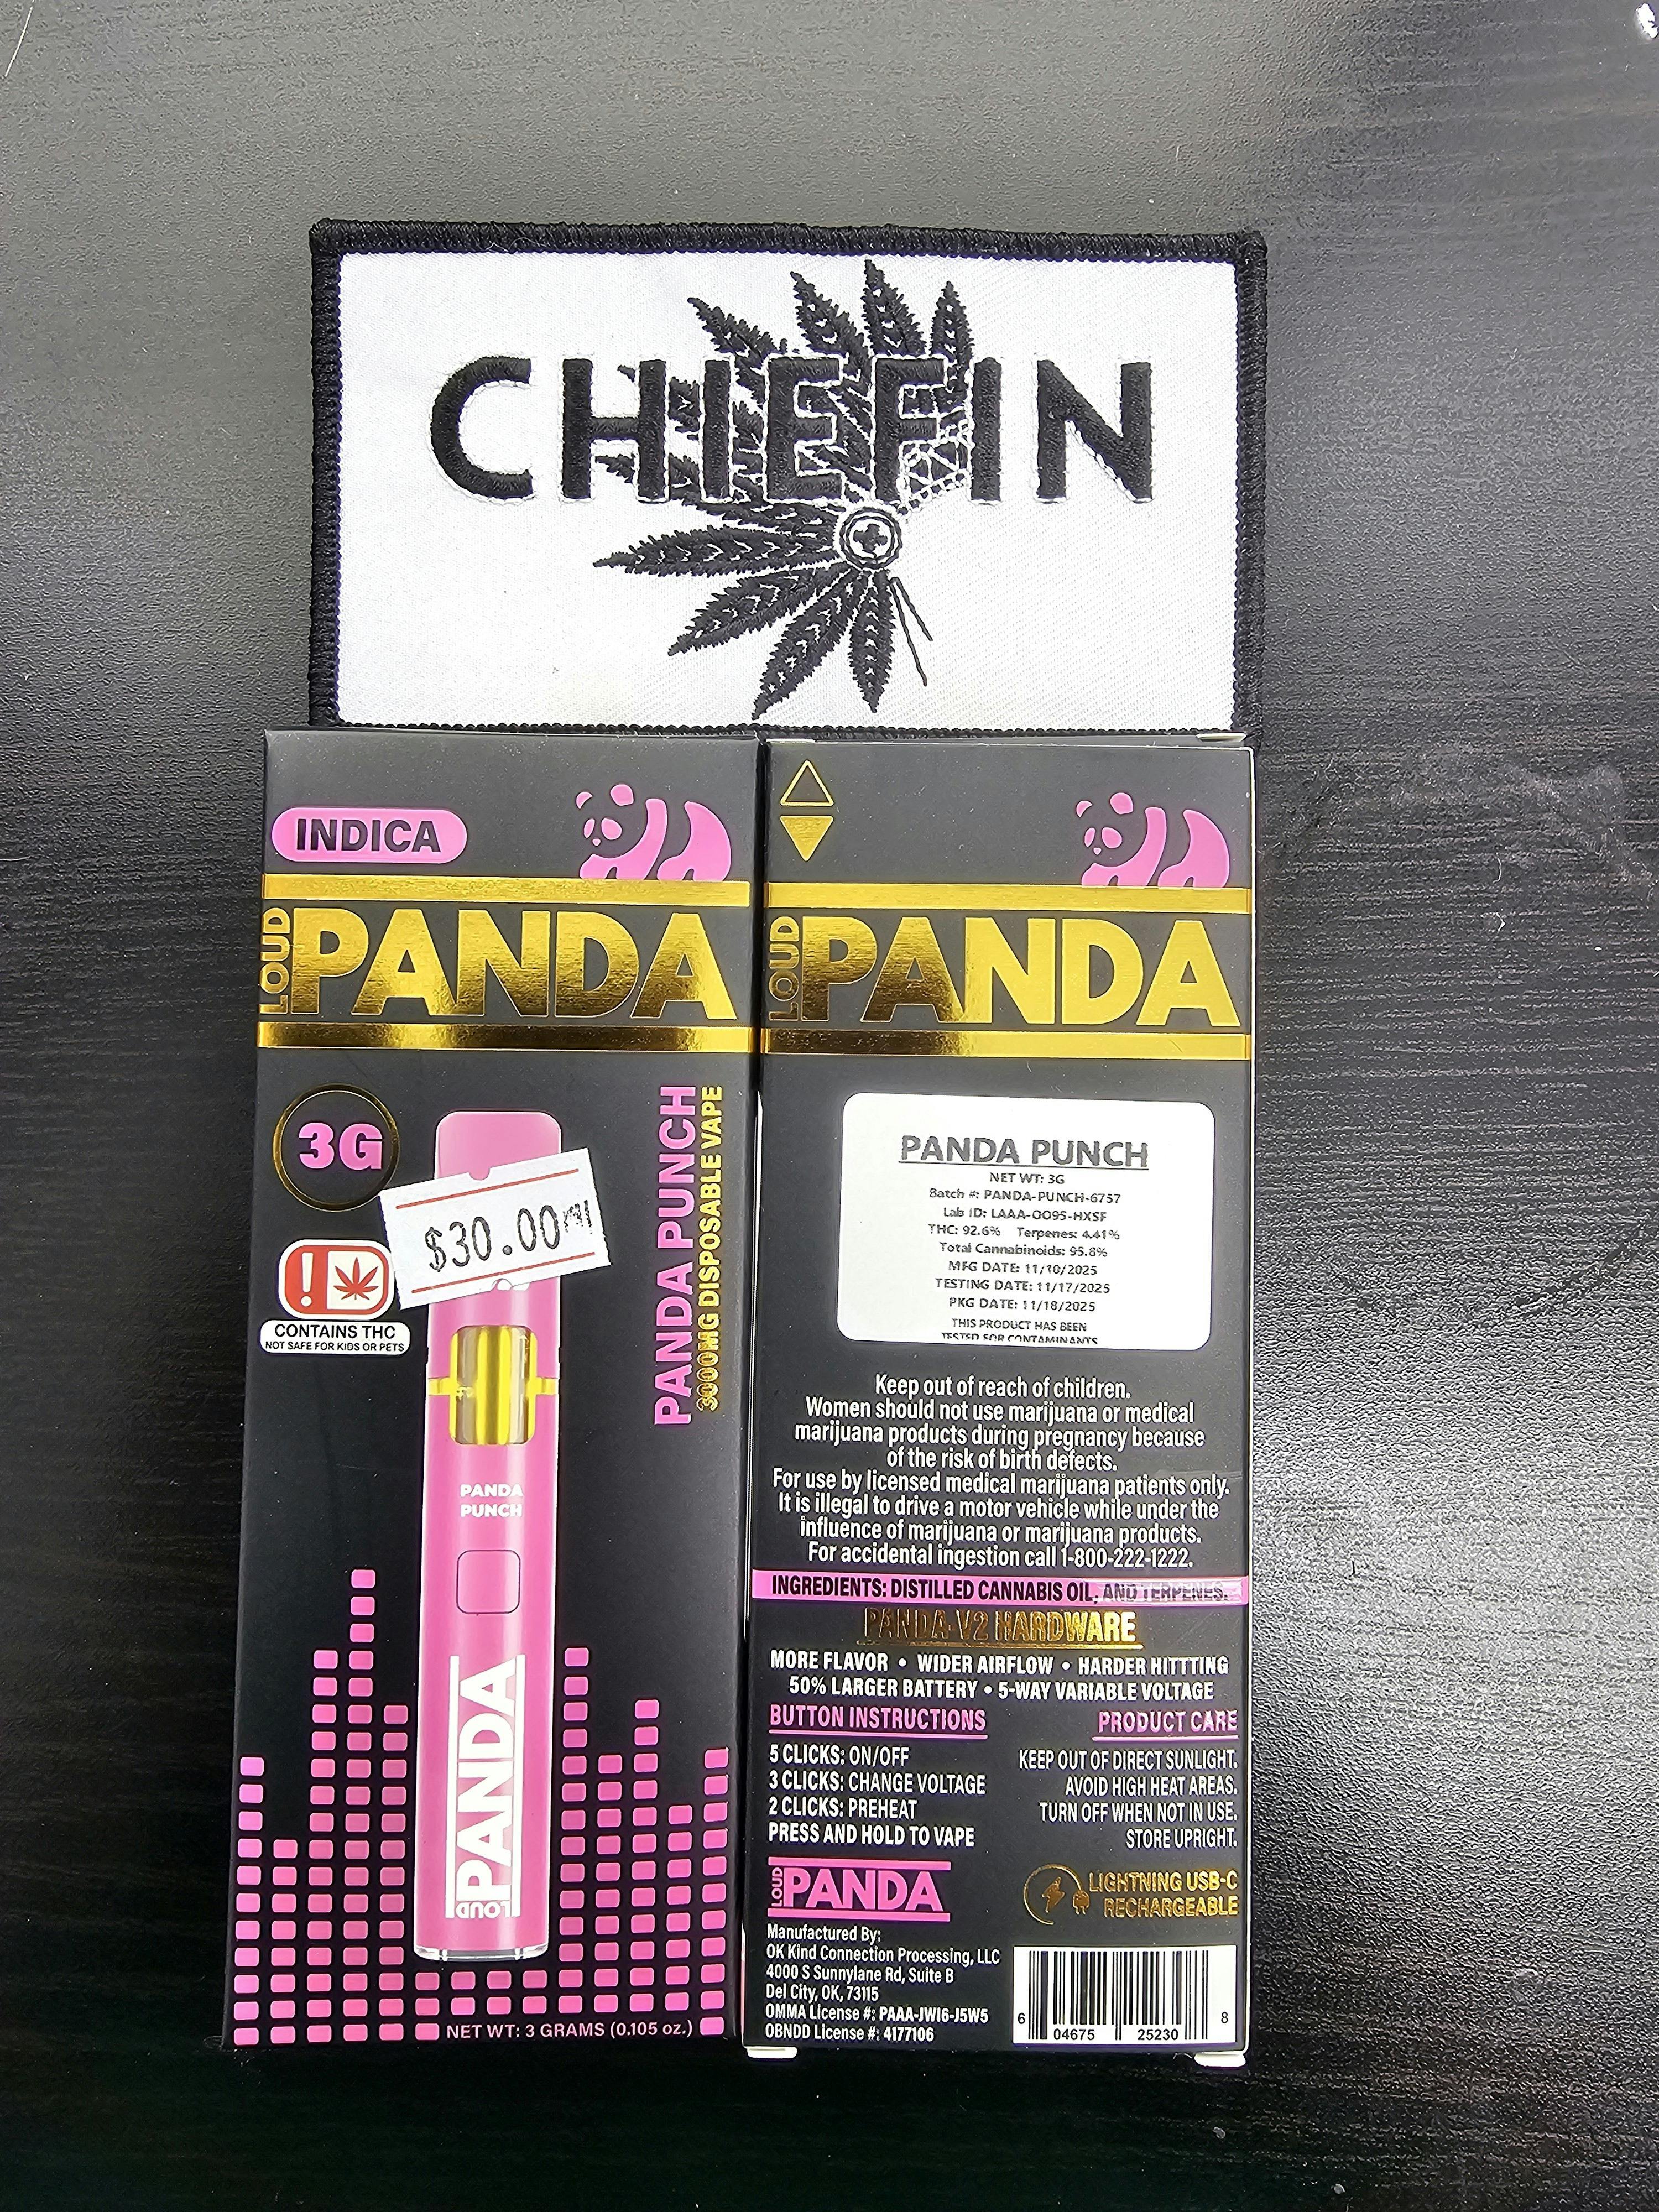 CHIEFIN
INDICA
LOUD PANDA
3G
PANDA PUNCH
3000MG DISPOSABLE VAPE
$30.00
!
CONTAINS THC
NOT SAFE FOR KIDS OR PETS
PANDA
PUNCH
LOUD PANDA
NET WT: 3 GRAMS (0.105 oz.)
LOUD PANDA
PANDA PUNCH
NET WT: 3G
Batch #: PANDA-PUNCH-6757
Lab ID: LAAA-OO95-HXSF
THC: 92.6% Terpenes: 4.41%
Total Cannabinoids: 95.8%
MFG DATE: 11/10/2025
TESTING DATE: 11/17/2025
PKG DATE: 11/18/2025
THIS PRODUCT HAS BEEN
TESTED FOR CONTAMINANTS
Keep out of reach of children.
Women should not use marijuana or medical
marijuana products during pregnancy because
of the risk of birth defects.
For use by licensed medical marijuana patients only.
It is illegal to drive a motor vehicle while under the
influence of marijuana or marijuana products.
For accidental ingestion call 1-800-222-1222.
INGREDIENTS: DISTILLED CANNABIS OIL, AND TERPENES.
PANDA-V2 HARDWARE
MORE FLAVOR • WIDER AIRFLOW • HARDER HITTTING
50% LARGER BATTERY • 5-WAY VARIABLE VOLTAGE
BUTTON INSTRUCTIONS
5 CLICKS: ON/OFF
3 CLICKS: CHANGE VOLTAGE
2 CLICKS: PREHEAT
PRESS AND HOLD TO VAPE
PRODUCT CARE
KEEP OUT OF DIRECT SUNLIGHT.
AVOID HIGH HEAT AREAS.
TURN OFF WHEN NOT IN USE.
STORE UPRIGHT.
LOUD PANDA
LIGHTNING USB-C
RECHARGEABLE
Manufactured By:
OK Kind Connection Processing, LLC
4000 S Sunnylane Rd, Suite B
Del City, OK, 73115
OMMA License #: PAAA-JWI6-J5W5
OBNDD License #: 4177106
6 04675 25230 8